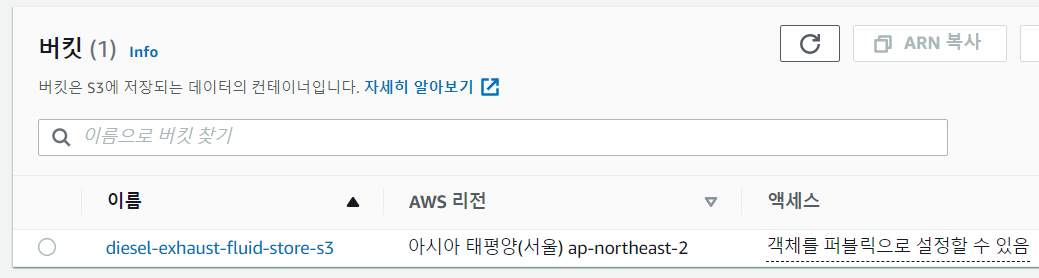 버킷 (1) Info
ARN 복사
버킷은 S3에 저장되는 데이터의 컨테이너입니다. 자세히 알아보기
이름으로 버킷 찾기
이름 AWS 리전 액세스
diesel-exhaust-fluid-store-s3 아시아 태평양(서울) ap-northeast-2 객체를 퍼블릭으로 설정할 수 있음